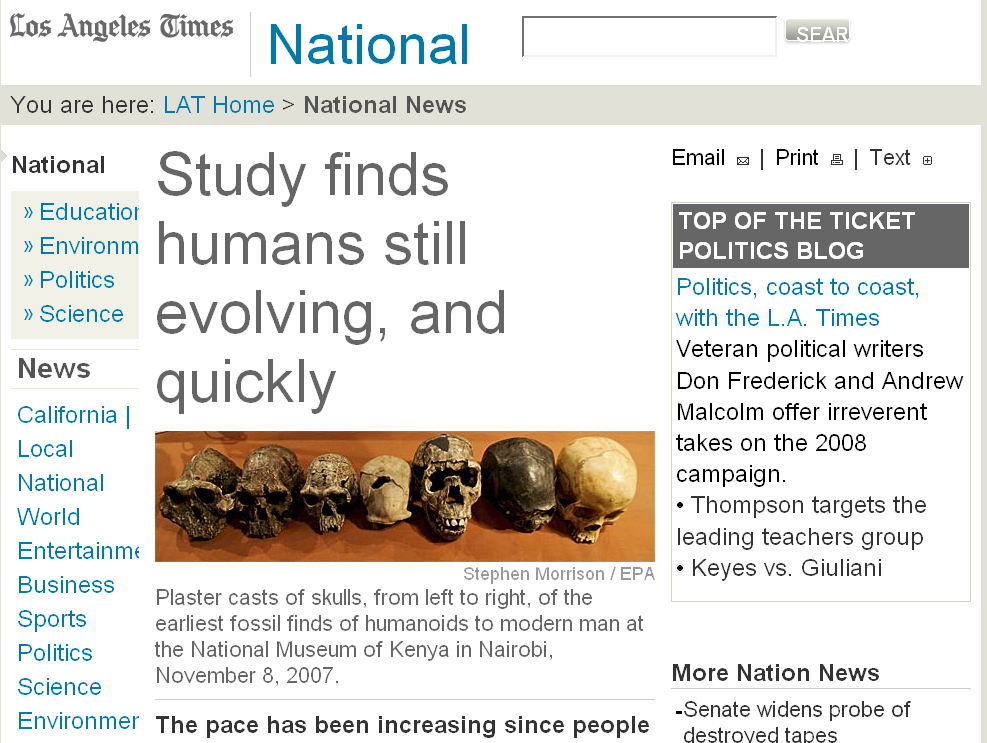 Los Angeles Times
National
SEAR
You are here: LAT Home > National News
National
» Education
» Environm
» Politics
» Science
News
California |
Local
National
World
Entertainme
Business
Sports
Politics
Science
Environmer
Study finds
humans still
evolving, and
quickly
Stephen Morrison / EPA
Plaster casts of skulls, from left to right, of the
earliest fossil finds of humanoids to modern man at
the National Museum of Kenya in Nairobi,
November 8, 2007.
The pace has been increasing since people
Email | Print | Text
TOP OF THE TICKET
POLITICS BLOG
Politics, coast to coast,
with the L.A. Times
Veteran political writers
Don Frederick and Andrew
Malcolm offer irreverent
takes on the 2008
campaign.
• Thompson targets the
leading teachers group
• Keyes vs. Giuliani
More Nation News
-Senate widens probe of
destroyed tapes